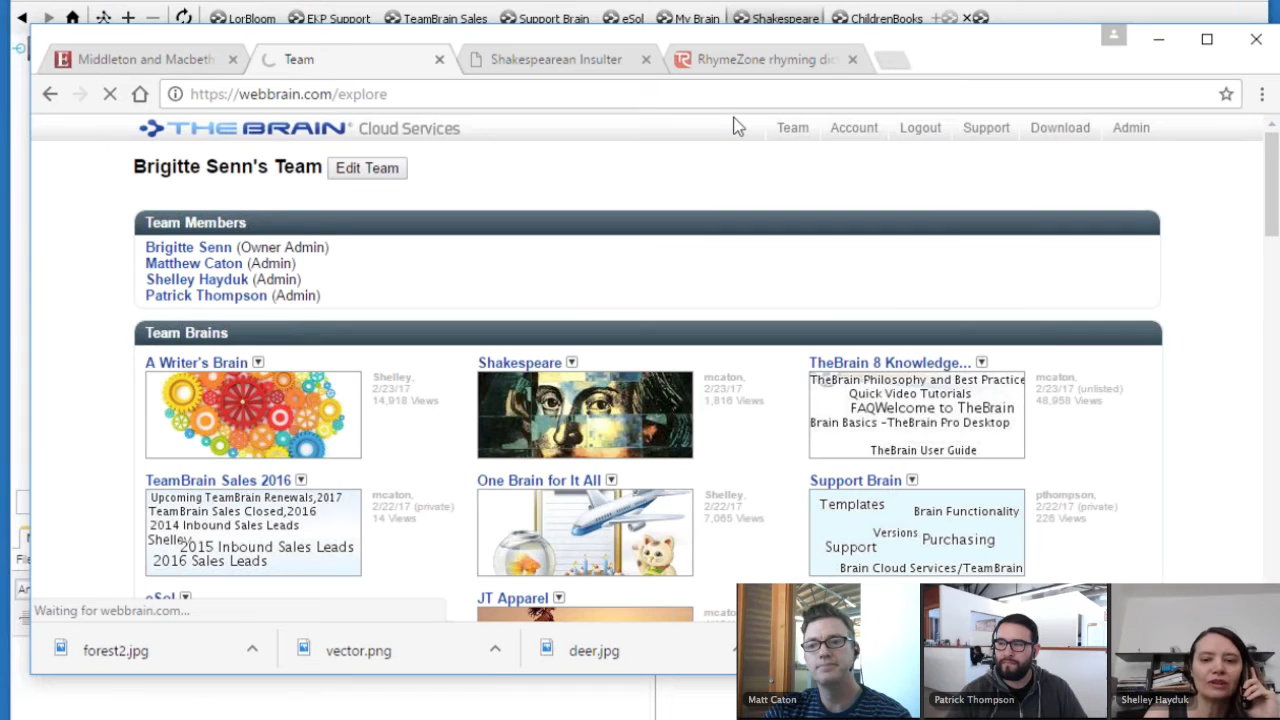 LorBloom EKP Support TeamBrain Sales Support Brain eSol My Brain Shakespeare ChildrenBooks
Middleton and Macbeth Team Shakespearean Insulter RhymeZone rhyming dic
https://webbrain.com/explore
THEBRAIN® Cloud Services
Team Account Logout Support Download Admin
Brigitte Senn's Team Edit Team
Team Members
Brigitte Senn (Owner Admin)
Matthew Caton (Admin)
Shelley Hayduk (Admin)
Patrick Thompson (Admin)
Team Brains
A Writer's Brain
Shelley,
2/23/17
14,918 Views
Shakespeare
mcaton,
2/23/17
1,816 Views
TheBrain 8 Knowledge...
TheBrain Philosophy and Best Practice
Quick Video Tutorials
FAQ Welcome to TheBrain
Brain Basics -TheBrain Pro Desktop
TheBrain User Guide
mcaton,
2/23/17 (unlisted)
48,958 Views
TeamBrain Sales 2016
Upcoming TeamBrain Renewals,2017
TeamBrain Sales Closed,2016
2014 Inbound Sales Leads
Shelley
2015 Inbound Sales Leads
2016 Sales Leads
mcaton,
2/22/17 (private)
14 Views
One Brain for It All
Shelley,
2/22/17
7,065 Views
Support Brain
Templates
Brain Functionality
Versions
Purchasing
Support
Brain Cloud Services/TeamBrain
pthompson,
2/22/17 (private)
226 Views
eSol
JT Apparel
Waiting for webbrain.com...
forest2.jpg vector.png deer.jpg
Matt Caton Patrick Thompson Shelley Hayduk